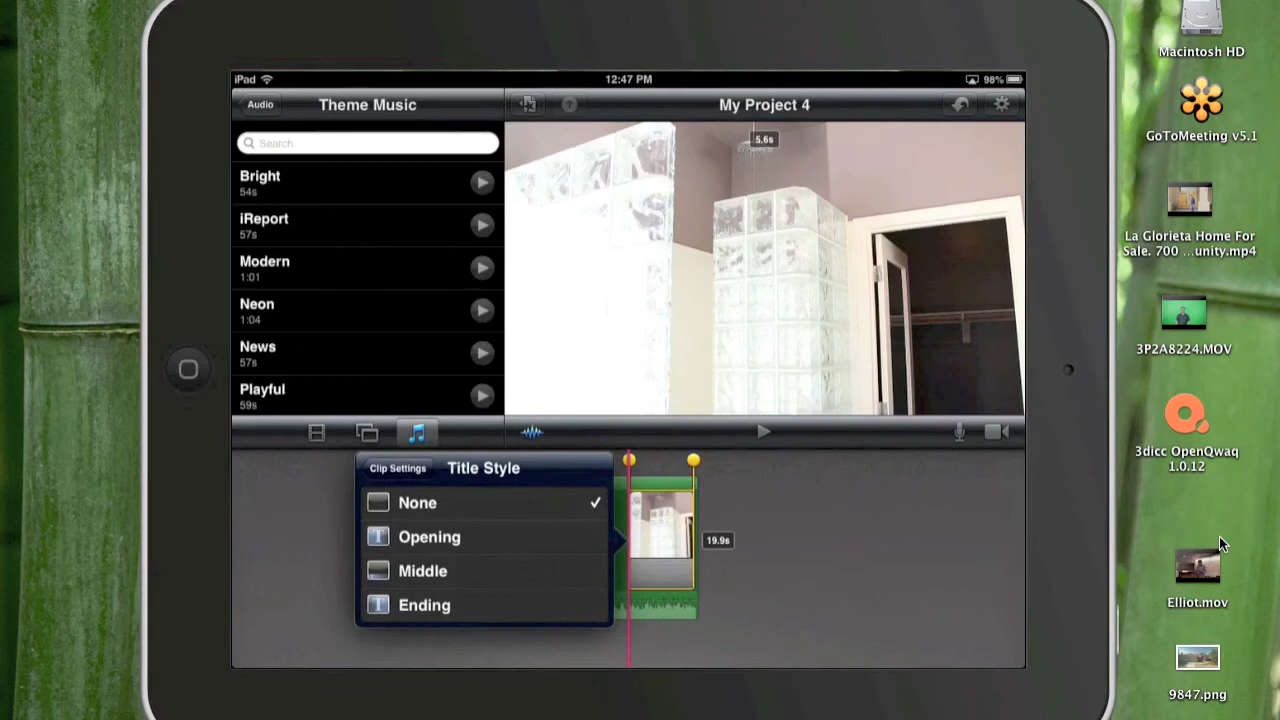 iPad
12:47 PM
98%
Audio
Theme Music
?
My Project 4
Search
5.6s
Bright
54s
iReport
57s
Modern
1:01
Neon
1:04
News
57s
Playful
59s
Clip Settings
Title Style
None
T Opening
Middle
T Ending
19.9s
Macintosh HD
GoToMeeting v5.1
La Glorieta Home For
Sale. 700 ...unity.mp4
3P2A8224.MOV
3dicc OpenQwaq
1.0.12
Elliot.mov
9847.png